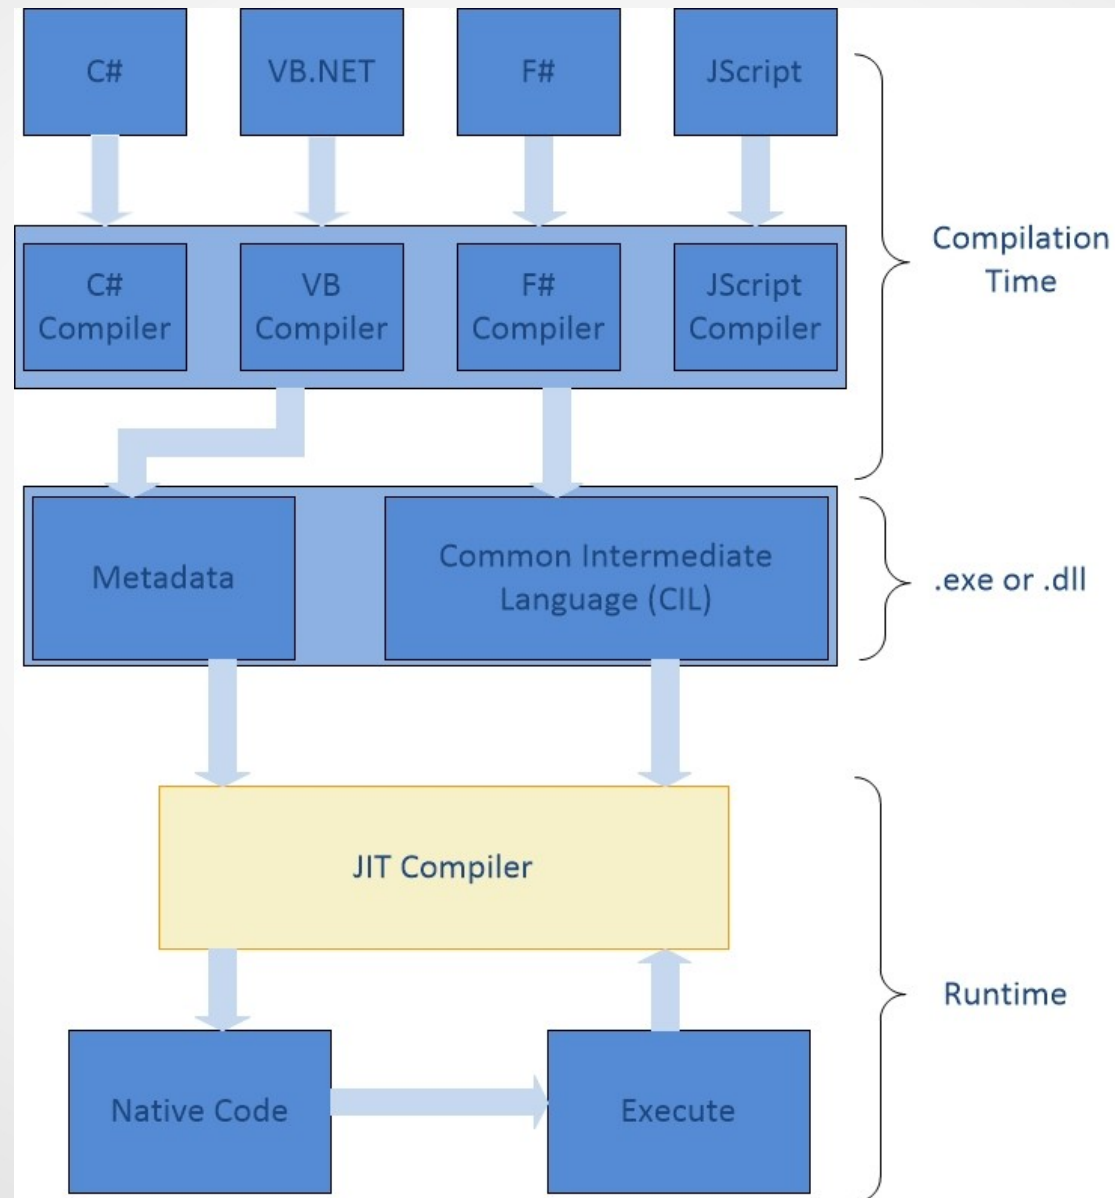 C#
VB.NET
F#
JScript
C#
Compiler
VB
Compiler
F#
Compiler
JScript
Compiler
Compilation
Time
Metadata
Common Intermediate
Language (CIL)
.exe or .dll
JIT Compiler
Runtime
Native Code
Execute